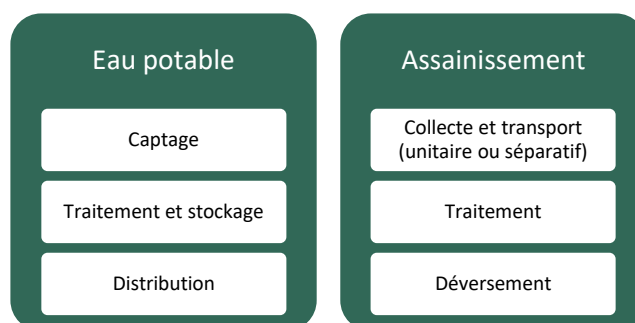 Eau potable
Captage
Traitement et stockage
Distribution
Assainissement
Collecte et transport
(unitaire ou séparatif)
Traitement
Déversement